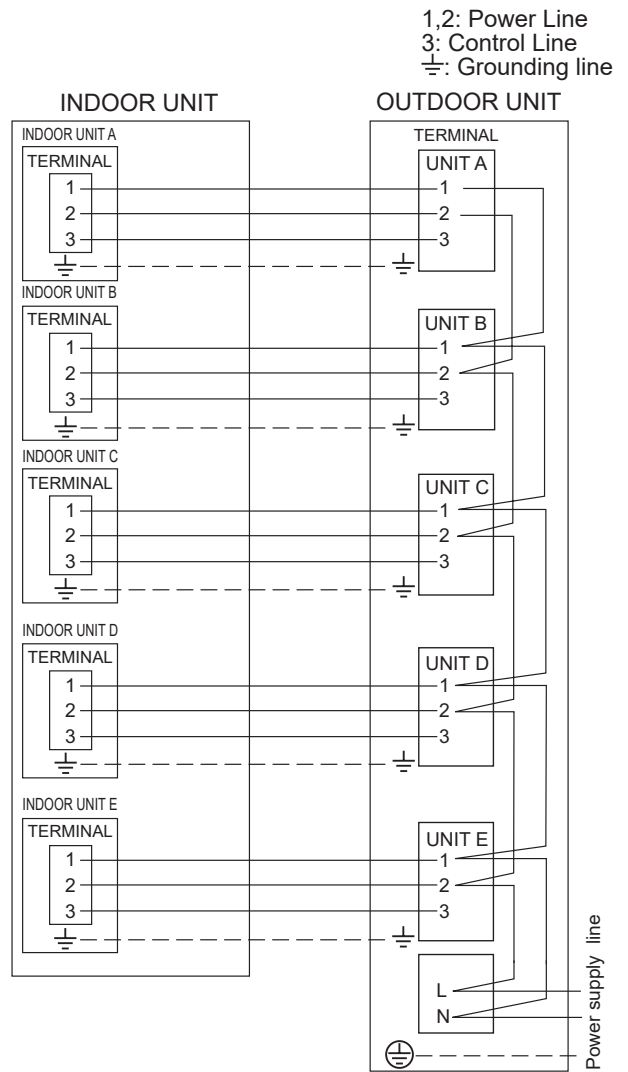 1,2: Power Line
3: Control Line
⏚: Grounding line
INDOOR UNIT
OUTDOOR UNIT
INDOOR UNIT A
TERMINAL
1
2
3
TERMINAL
UNIT A
1
2
3
INDOOR UNIT B
TERMINAL
1
2
3
UNIT B
1
2
3
INDOOR UNIT C
TERMINAL
1
2
3
UNIT C
1
2
3
INDOOR UNIT D
TERMINAL
1
2
3
UNIT D
1
2
3
INDOOR UNIT E
TERMINAL
1
2
3
UNIT E
1
2
3
L
N
Power supply line